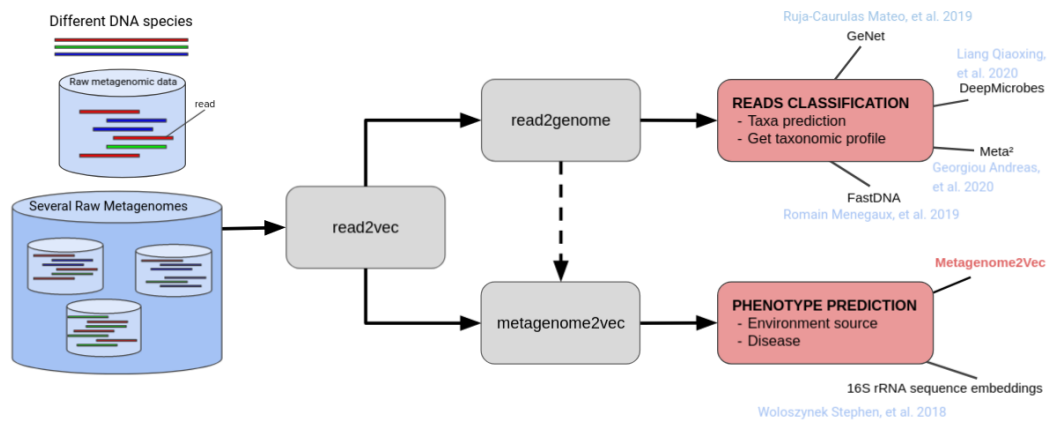 Different DNA species
Raw metagenomic data
read
Several Raw Metagenomes
read2vec
read2genome
metagenome2vec
Ruja-Caurulas Mateo, et al. 2019
GeNet
Liang Qiaoxing,
et al. 2020
DeepMicrobes
READS CLASSIFICATION
- Taxa prediction
- Get taxonomic profile
Meta²
Georgiou Andreas,
et al. 2020
FastDNA
Romain Menegaux, et al. 2019
Metagenome2Vec
PHENOTYPE PREDICTION
- Environment source
- Disease
16S rRNA sequence embeddings
Woloszynek Stephen, et al. 2018